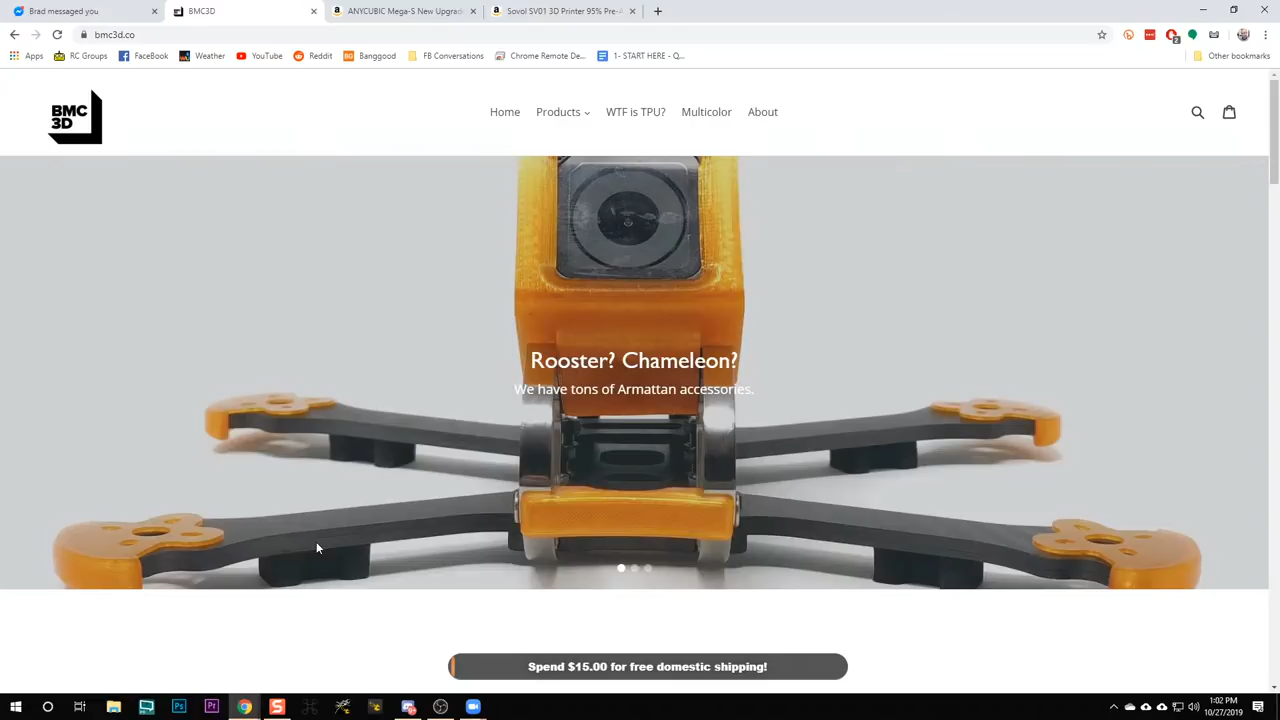 Brad messaged you
BMC3D
ANYCUBIC Mega-S New Upgrad
Sovol SV01 3D Printer 95% Pre-A
bmc3d.co
Apps
RC Groups
FaceBook
Weather
YouTube
Reddit
Banggood
FB Conversations
Chrome Remote De...
1- START HERE - Q...
Other bookmarks
BMC
3D
Home
Products
WTF is TPU?
Multicolor
About
Rooster? Chameleon?
We have tons of Armattan accessories.
Spend $15.00 for free domestic shipping!
1:02 PM
10/27/2019